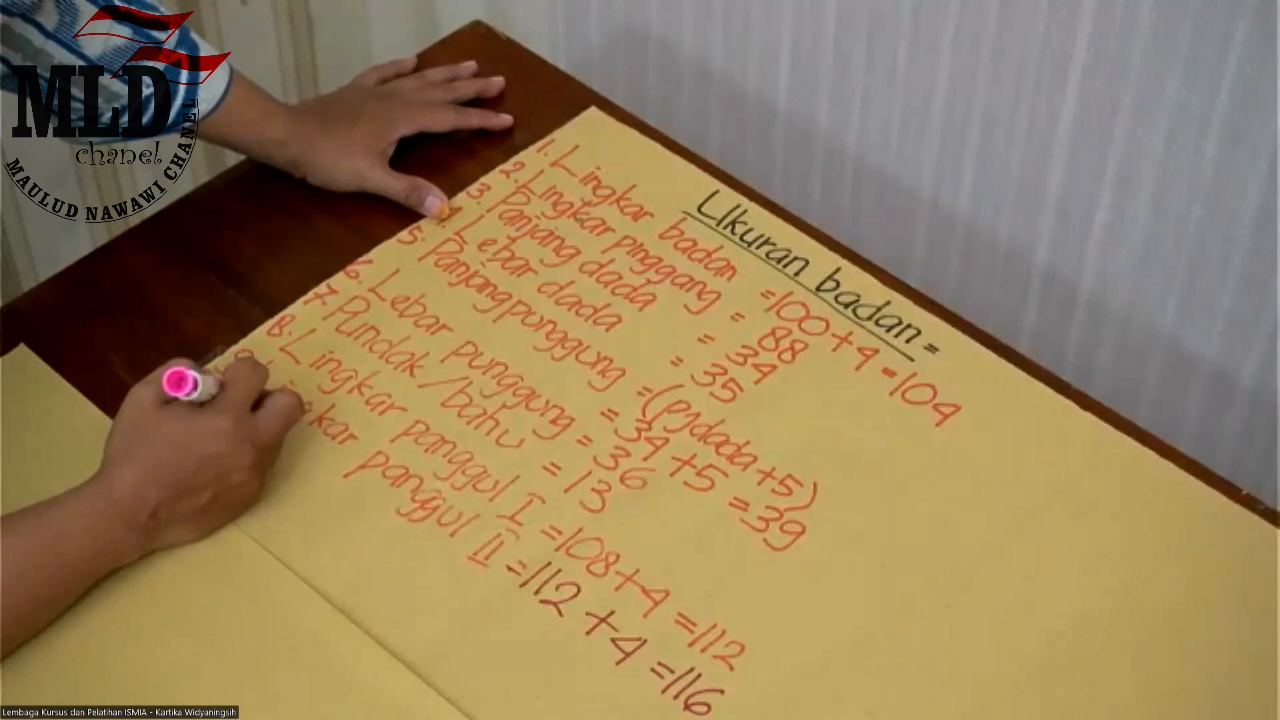 MLD
chanel
MAULUD NAWAWI CHANEL
Ukuran badan =
1. Lingkar badan = 100 + 4 = 104
2. Lingkar pinggang = 88
3. Panjang dada = 34
4. Lebar dada = 35
5. Panjang punggung = (pj dada + 5)
= 34 + 5 = 39
6. Lebar punggung = 36
7. Pundak / bahu = 13
8. Lingkar panggul I = 108 + 4 = 112
kar panggul II = 112 + 4 = 116
Lembaga Kursus dan Pelatihan ISMIA - Kartika Widyaningsih